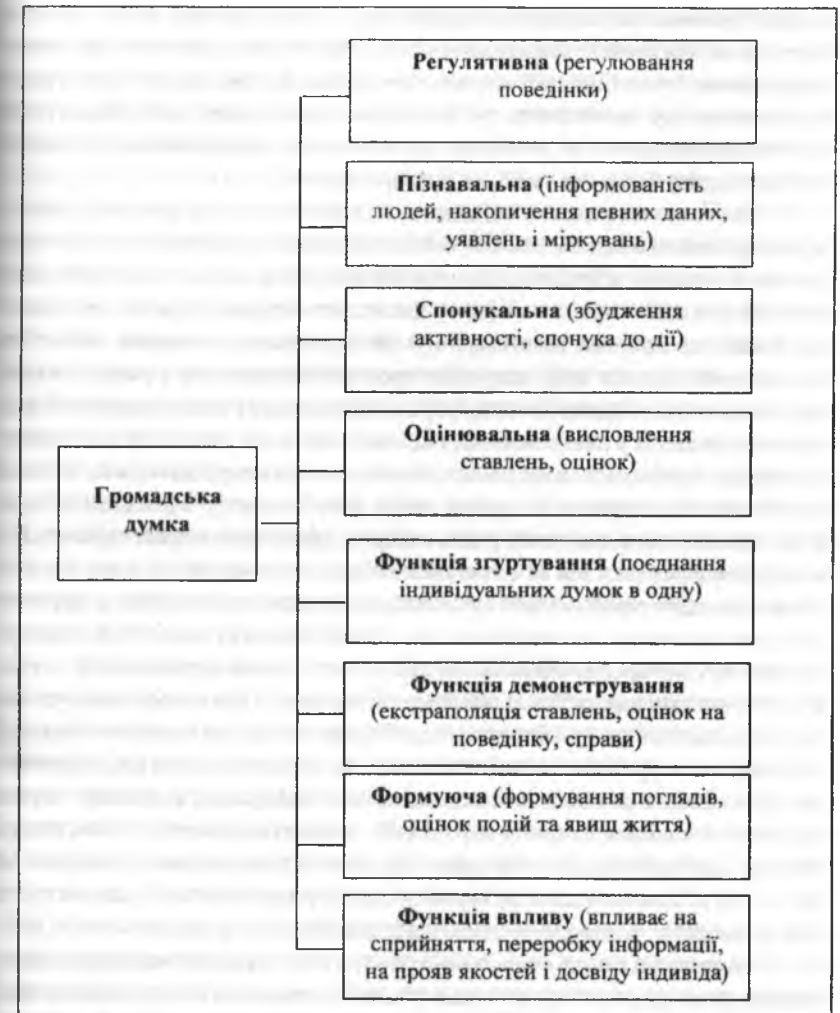 Регулятивна (регулювання
поведінки)
Пізнавальна (інформованість
людей, накопичення певних даних,
уявлень і міркувань)
Спонукальна (збудження
активності, спонука до дії)
Оцінювальна (висловлення
ставлень, оцінок)
Громадська
думка
Функція згуртування (поєднання
індивідуальних думок в одну)
Функція демонстрування
(екстраполяція ставлень, оцінок на
поведінку, справи)
Формуюча (формування поглядів,
оцінок подій та явищ життя)
Функція впливу (впливає на
сприйняття, переробку інформації,
на прояв якостей і досвіду індивіда)